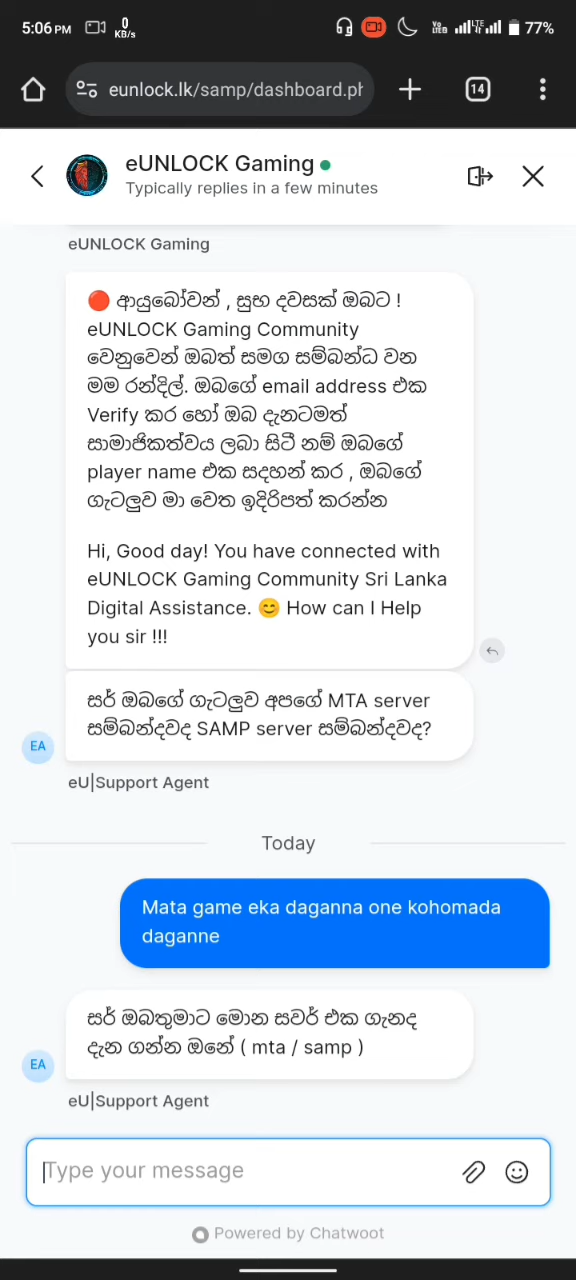 5:06 PM 0 KB/s Vo LTE LTE 77%
eunlock.lk/samp/dashboard.ph 14
eUNLOCK Gaming
Typically replies in a few minutes
eUNLOCK Gaming
🔴 ආයුබෝවන් , සුභ දවසක් ඔබට !
eUNLOCK Gaming Community
වෙනුවෙන් ඔබත් සමග සම්බන්ධ වන
මම රන්දිල්. ඔබගේ email address එක
Verify කර හෝ ඔබ දැනටමත්
සාමාජිකත්වය ලබා සිටී නම් ඔබගේ
player name එක සදහන් කර , ඔබගේ
ගැටලුව මා වෙත ඉදිරිපත් කරන්න
Hi, Good day! You have connected with
eUNLOCK Gaming Community Sri Lanka
Digital Assistance. 😊 How can I Help
you sir !!!
සර් ඔබගේ ගැටලුව අපගේ MTA server
සම්බන්දවද SAMP server සම්බන්දවද?
EA
eU|Support Agent
Today
Mata game eka daganna one kohomada
daganne
සර් ඔබතුමාට මොන සවර් එක ගැනද
දැන ගන්න ඔනේ ( mta / samp )
EA
eU|Support Agent
Type your message
Powered by Chatwoot